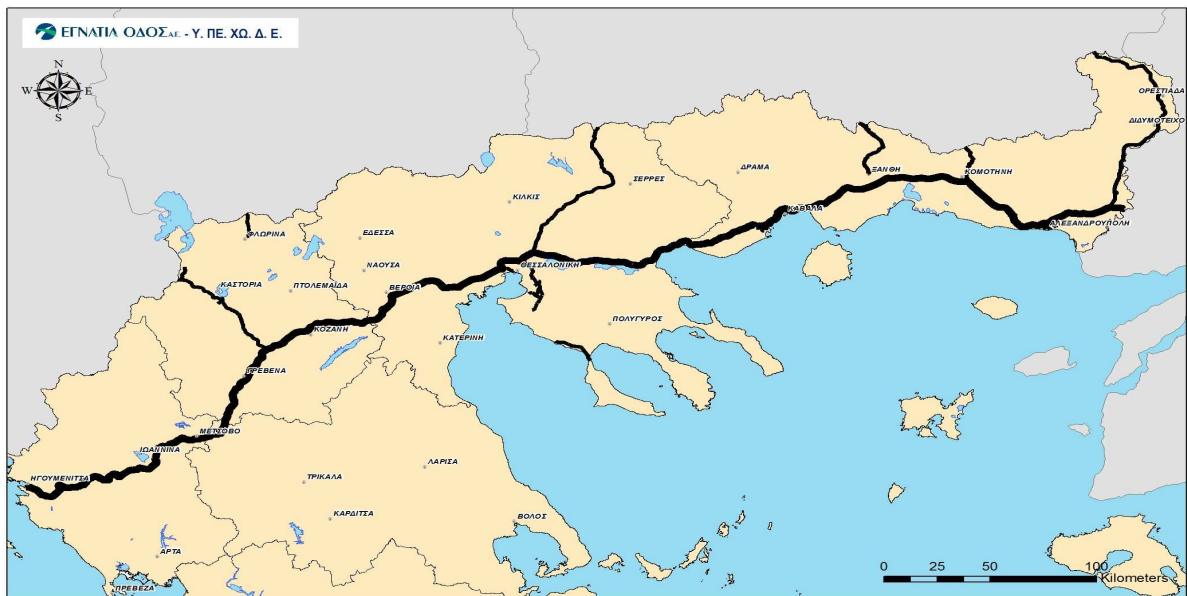 ΕΓΝΑΤΙΑ ΟΔΟΣ Α.Ε. - Υ. ΠΕ. ΧΩ. Δ. Ε.
N
W E
S
ΟΡΕΣΤΙΑΔΑ
ΔΙΔΥΜΟΤΕΙΧΟ
ΔΡΑΜΑ
ΞΑΝΘΗ
ΚΟΜΟΤΗΝΗ
ΣΕΡΡΕΣ
ΚΙΛΚΙΣ
ΚΑΒΑΛΑ
ΑΛΕΞΑΝΔΡΟΥΠΟΛΗ
ΦΛΩΡΙΝΑ
ΕΔΕΣΣΑ
ΝΑΟΥΣΑ
ΘΕΣΣΑΛΟΝΙΚΗ
ΚΑΣΤΟΡΙΑ
ΠΤΟΛΕΜΑΪΔΑ
ΒΕΡΟΙΑ
ΚΟΖΑΝΗ
ΚΑΤΕΡΙΝΗ
ΠΟΛΥΓΥΡΟΣ
ΓΡΕΒΕΝΑ
ΜΕΤΣΟΒΟ
ΙΩΑΝΝΙΝΑ
ΗΓΟΥΜΕΝΙΤΣΑ
ΛΑΡΙΣΑ
ΤΡΙΚΑΛΑ
ΚΑΡΔΙΤΣΑ
ΒΟΛΟΣ
ΑΡΤΑ
ΠΡΕΒΕΖΑ
0 25 50 100
Kilometers